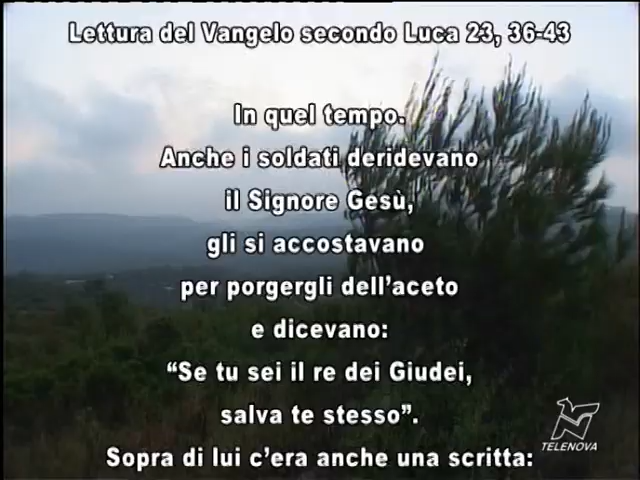 Lettura del Vangelo secondo Luca 23, 36-43
In quel tempo.
Anche i soldati deridevano
il Signore Gesù,
gli si accostavano
per porgergli dell'aceto
e dicevano:
“Se tu sei il re dei Giudei,
salva te stesso”.
Sopra di lui c'era anche una scritta:
TELENOVA